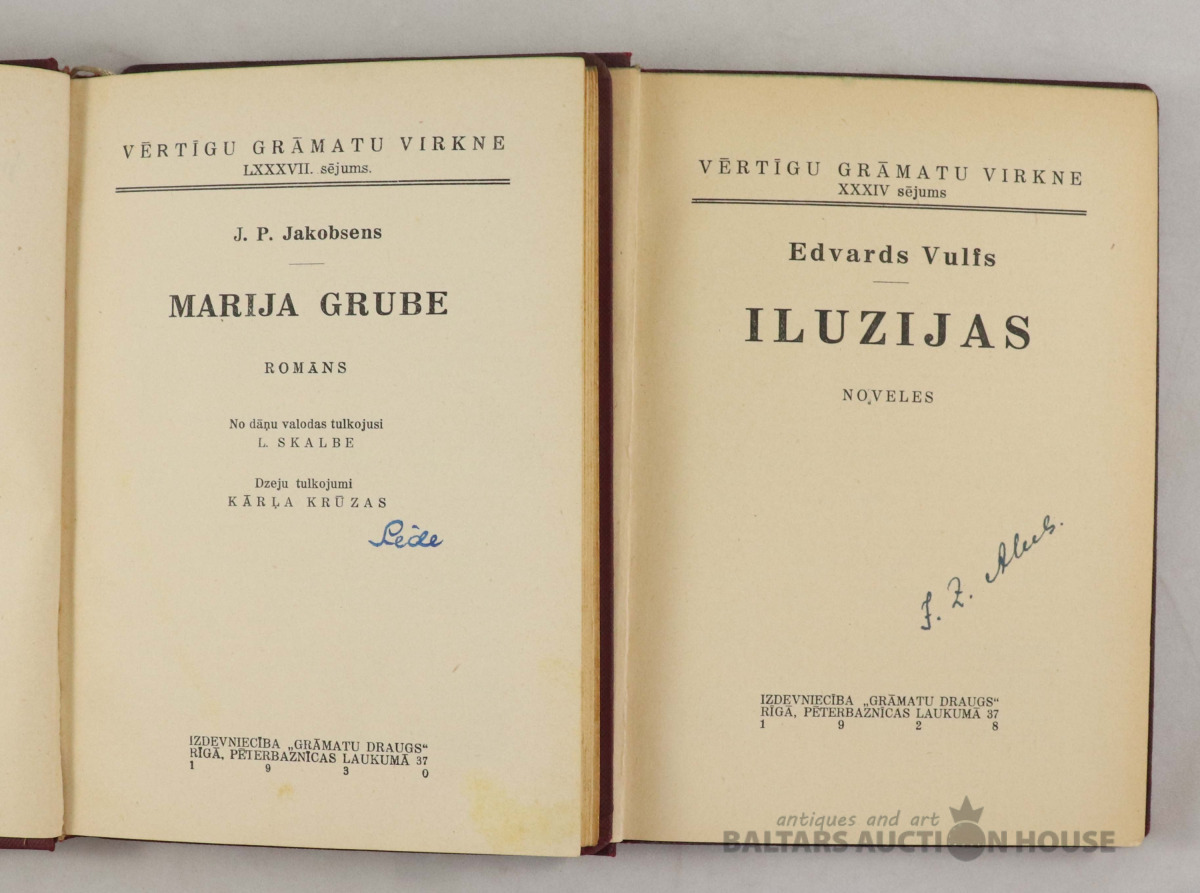 VĒRTĪGU GRĀMATU VIRKNE
LXXXVII. sējums.
J. P. Jakobsens
MARIJA GRUBE
ROMĀNS
No dāņu valodas tulkojusi
L. SKALBE
Dzeju tulkojumi
KĀRĻA KRŪZAS
IZDEVNIECĪBA „GRĀMATU DRAUGS“
RĪGĀ, PĒTERBAZNĪCAS LAUKUMĀ 37
1 9 3 0
VĒRTĪGU GRĀMATU VIRKNE
XXXIV sējums
Edvards Vulfs
ILUZIJAS
NOVELES
IZDEVNIECĪBA „GRĀMATU DRAUGS“
RĪGĀ, PĒTERBAZNĪCAS LAUKUMĀ 37
1 9 2 8
antiques and art
BALTARS AUCTION HOUSE